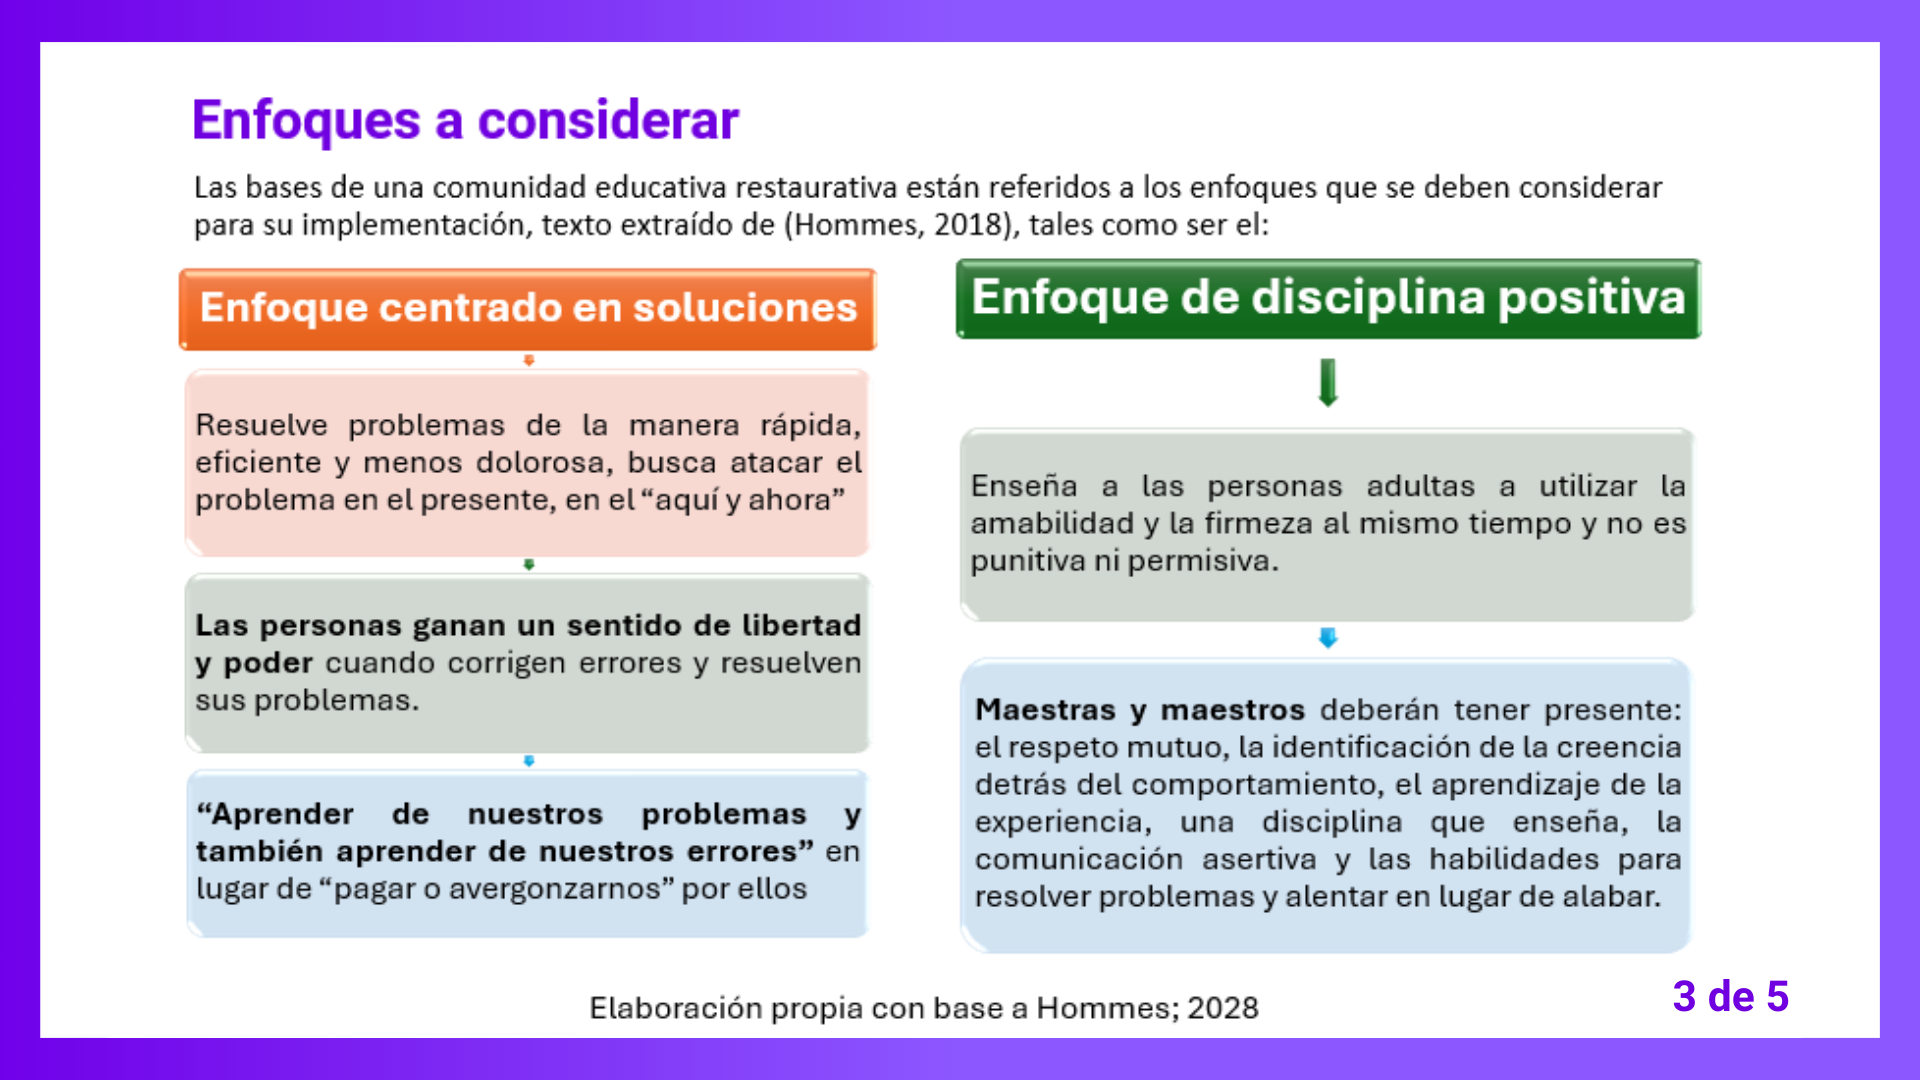 Enfoques a considerar
Las bases de una comunidad educativa restaurativa están referidos a los enfoques que se deben considerar
para su implementación, texto extraído de (Hommes, 2018), tales como ser el:
Enfoque centrado en soluciones
Resuelve problemas de la manera rápida,
eficiente y menos dolorosa, busca atacar el
problema en el presente, en el “aquí y ahora”
Las personas ganan un sentido de libertad
y poder cuando corrigen errores y resuelven
sus problemas.
“Aprender de nuestros problemas y
también aprender de nuestros errores” en
lugar de “pagar o avergonzarnos” por ellos
Enfoque de disciplina positiva
Enseña a las personas adultas a utilizar la
amabilidad y la firmeza al mismo tiempo y no es
punitiva ni permisiva.
Maestras y maestros deberán tener presente:
el respeto mutuo, la identificación de la creencia
detrás del comportamiento, el aprendizaje de la
experiencia, una disciplina que enseña, la
comunicación asertiva y las habilidades para
resolver problemas y alentar en lugar de alabar.
Elaboración propia con base a Hommes; 2028
3 de 5